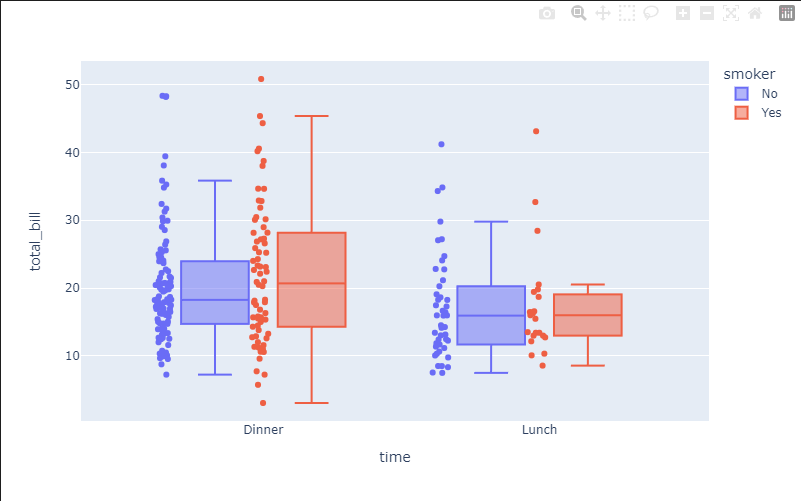 smoker
No
Yes
50
40
30
20
10
total_bill
Dinner
Lunch
time